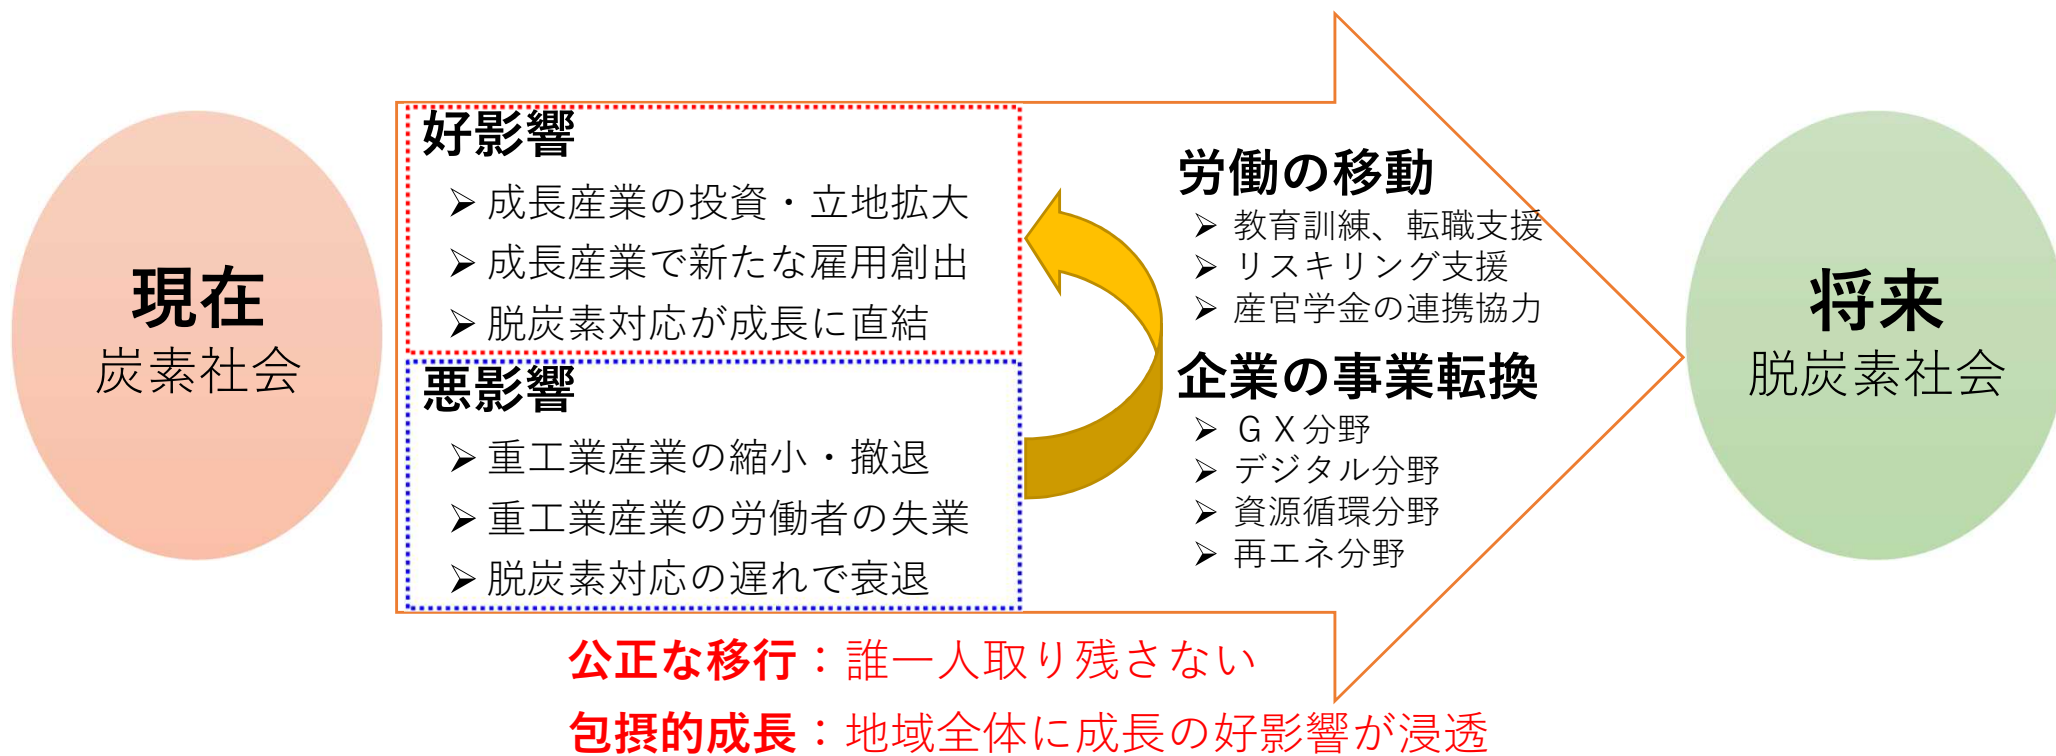 現在
炭素社会
好影響
➢ 成長産業の投資・立地拡大
➢ 成長産業で新たな雇用創出
➢ 脱炭素対応が成長に直結
悪影響
➢ 重工業産業の縮小・撤退
➢ 重工業産業の労働者の失業
➢ 脱炭素対応の遅れで衰退
労働の移動
➢ 教育訓練、転職支援
➢ リスキリング支援
➢ 産官学金の連携協力
企業の事業転換
➢ ＧＸ分野
➢ デジタル分野
➢ 資源循環分野
➢ 再エネ分野
将来
脱炭素社会
公正な移行：誰一人取り残さない
包摂的成長：地域全体に成長の好影響が浸透